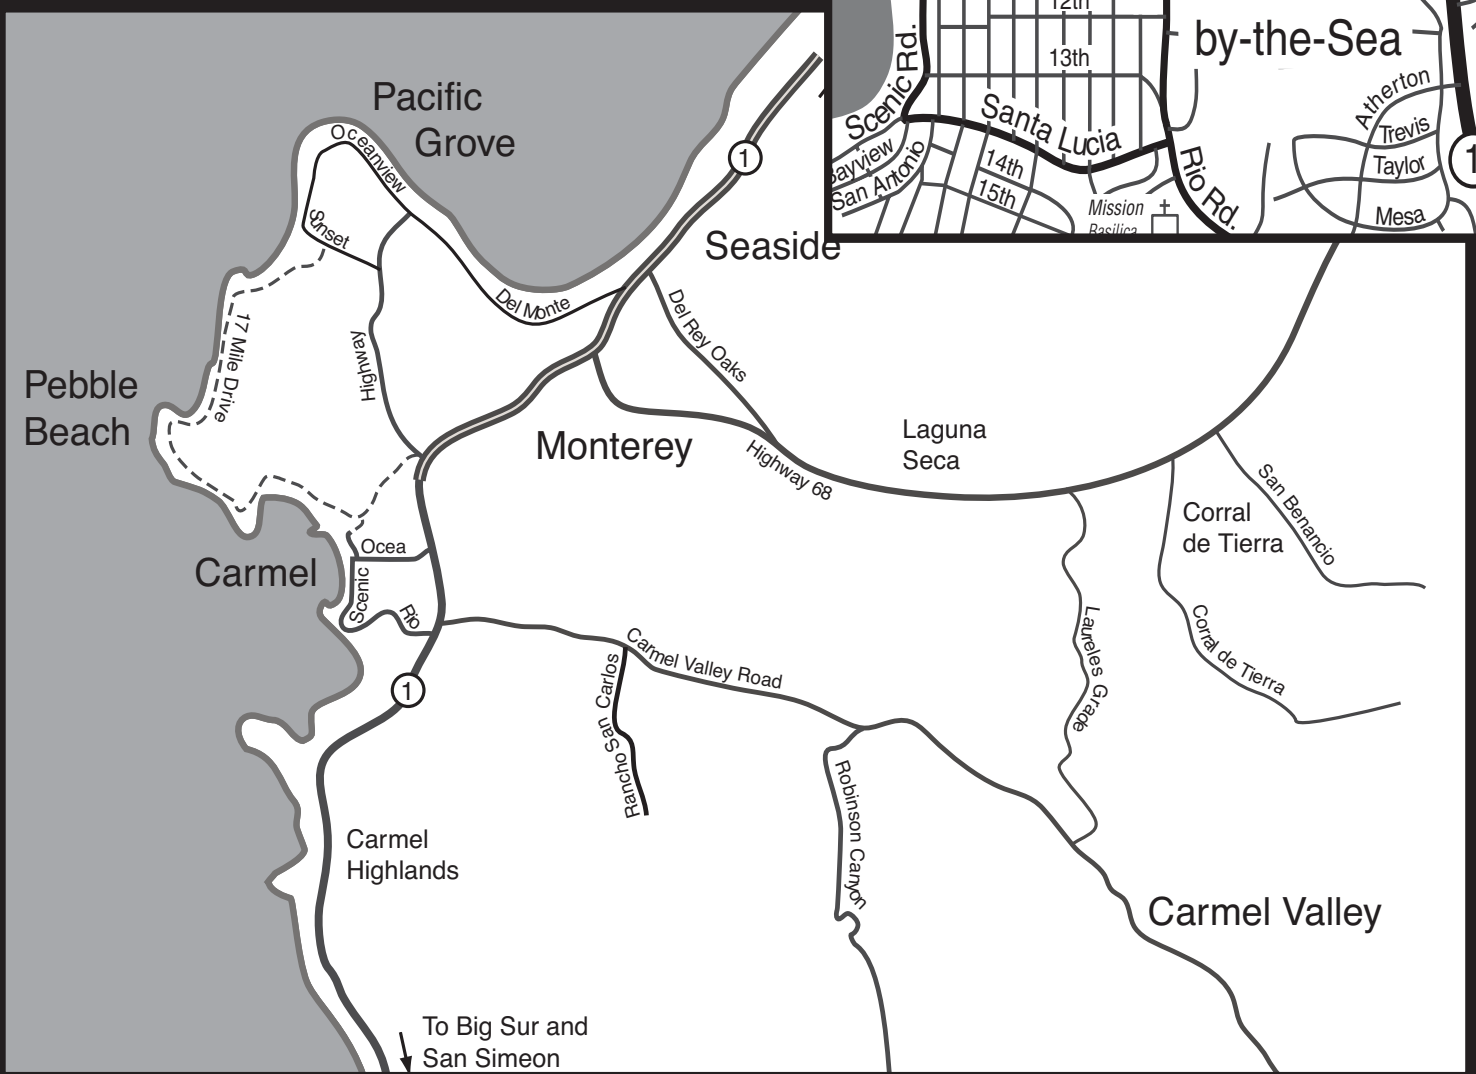 12th
by-the-Sea
13th
Scenic Rd.
Santa Lucia
Atherton
Trevis
Taylor
Mesa
1
Bayview
San Antonio
14th
15th
Rio Rd.
Mission
Basilica
Pacific
Grove
Oceanview
1
Sunset
Seaside
Del Monte
Del Rey Oaks
17 Mile Drive
Highway
Pebble
Beach
Monterey
Highway 68
Laguna
Seca
San Benancio
Corral
de Tierra
Ocea
Carmel
Scenic
Rio
Carmel Valley Road
Rancho San Carlos
Laureles Grade
Corral de Tierra
1
Robinson Canyon
Carmel
Highlands
Carmel Valley
To Big Sur and
San Simeon